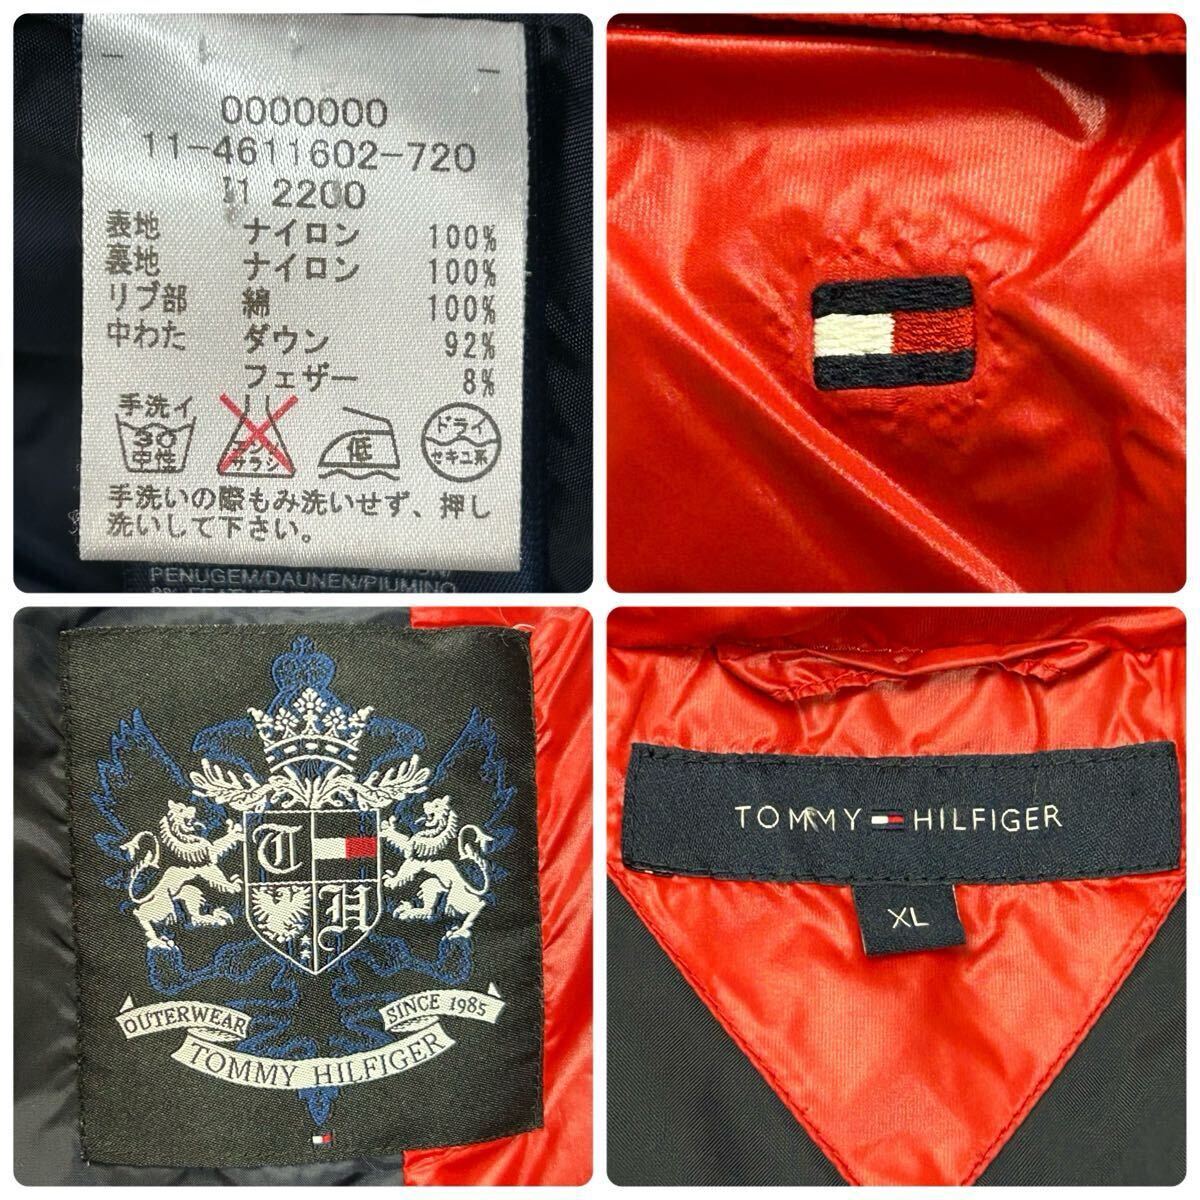 0000000
11-4611602-720
11 2200
表地 ナイロン 100%
裏地 ナイロン 100%
リブ部 綿 100%
中わた ダウン 92%
フェザー 8%
手洗イ
30
中性
エンソ
サラシ
低
ドライ
セキユ系
手洗いの際もみ洗いせず、押し
洗いして下さい。
PENUGEM/DAUNEN/PIUMINO
T
H
OUTERWEAR
SINCE 1985
TOMMY HILFIGER
TOMMY HILFIGER
XL